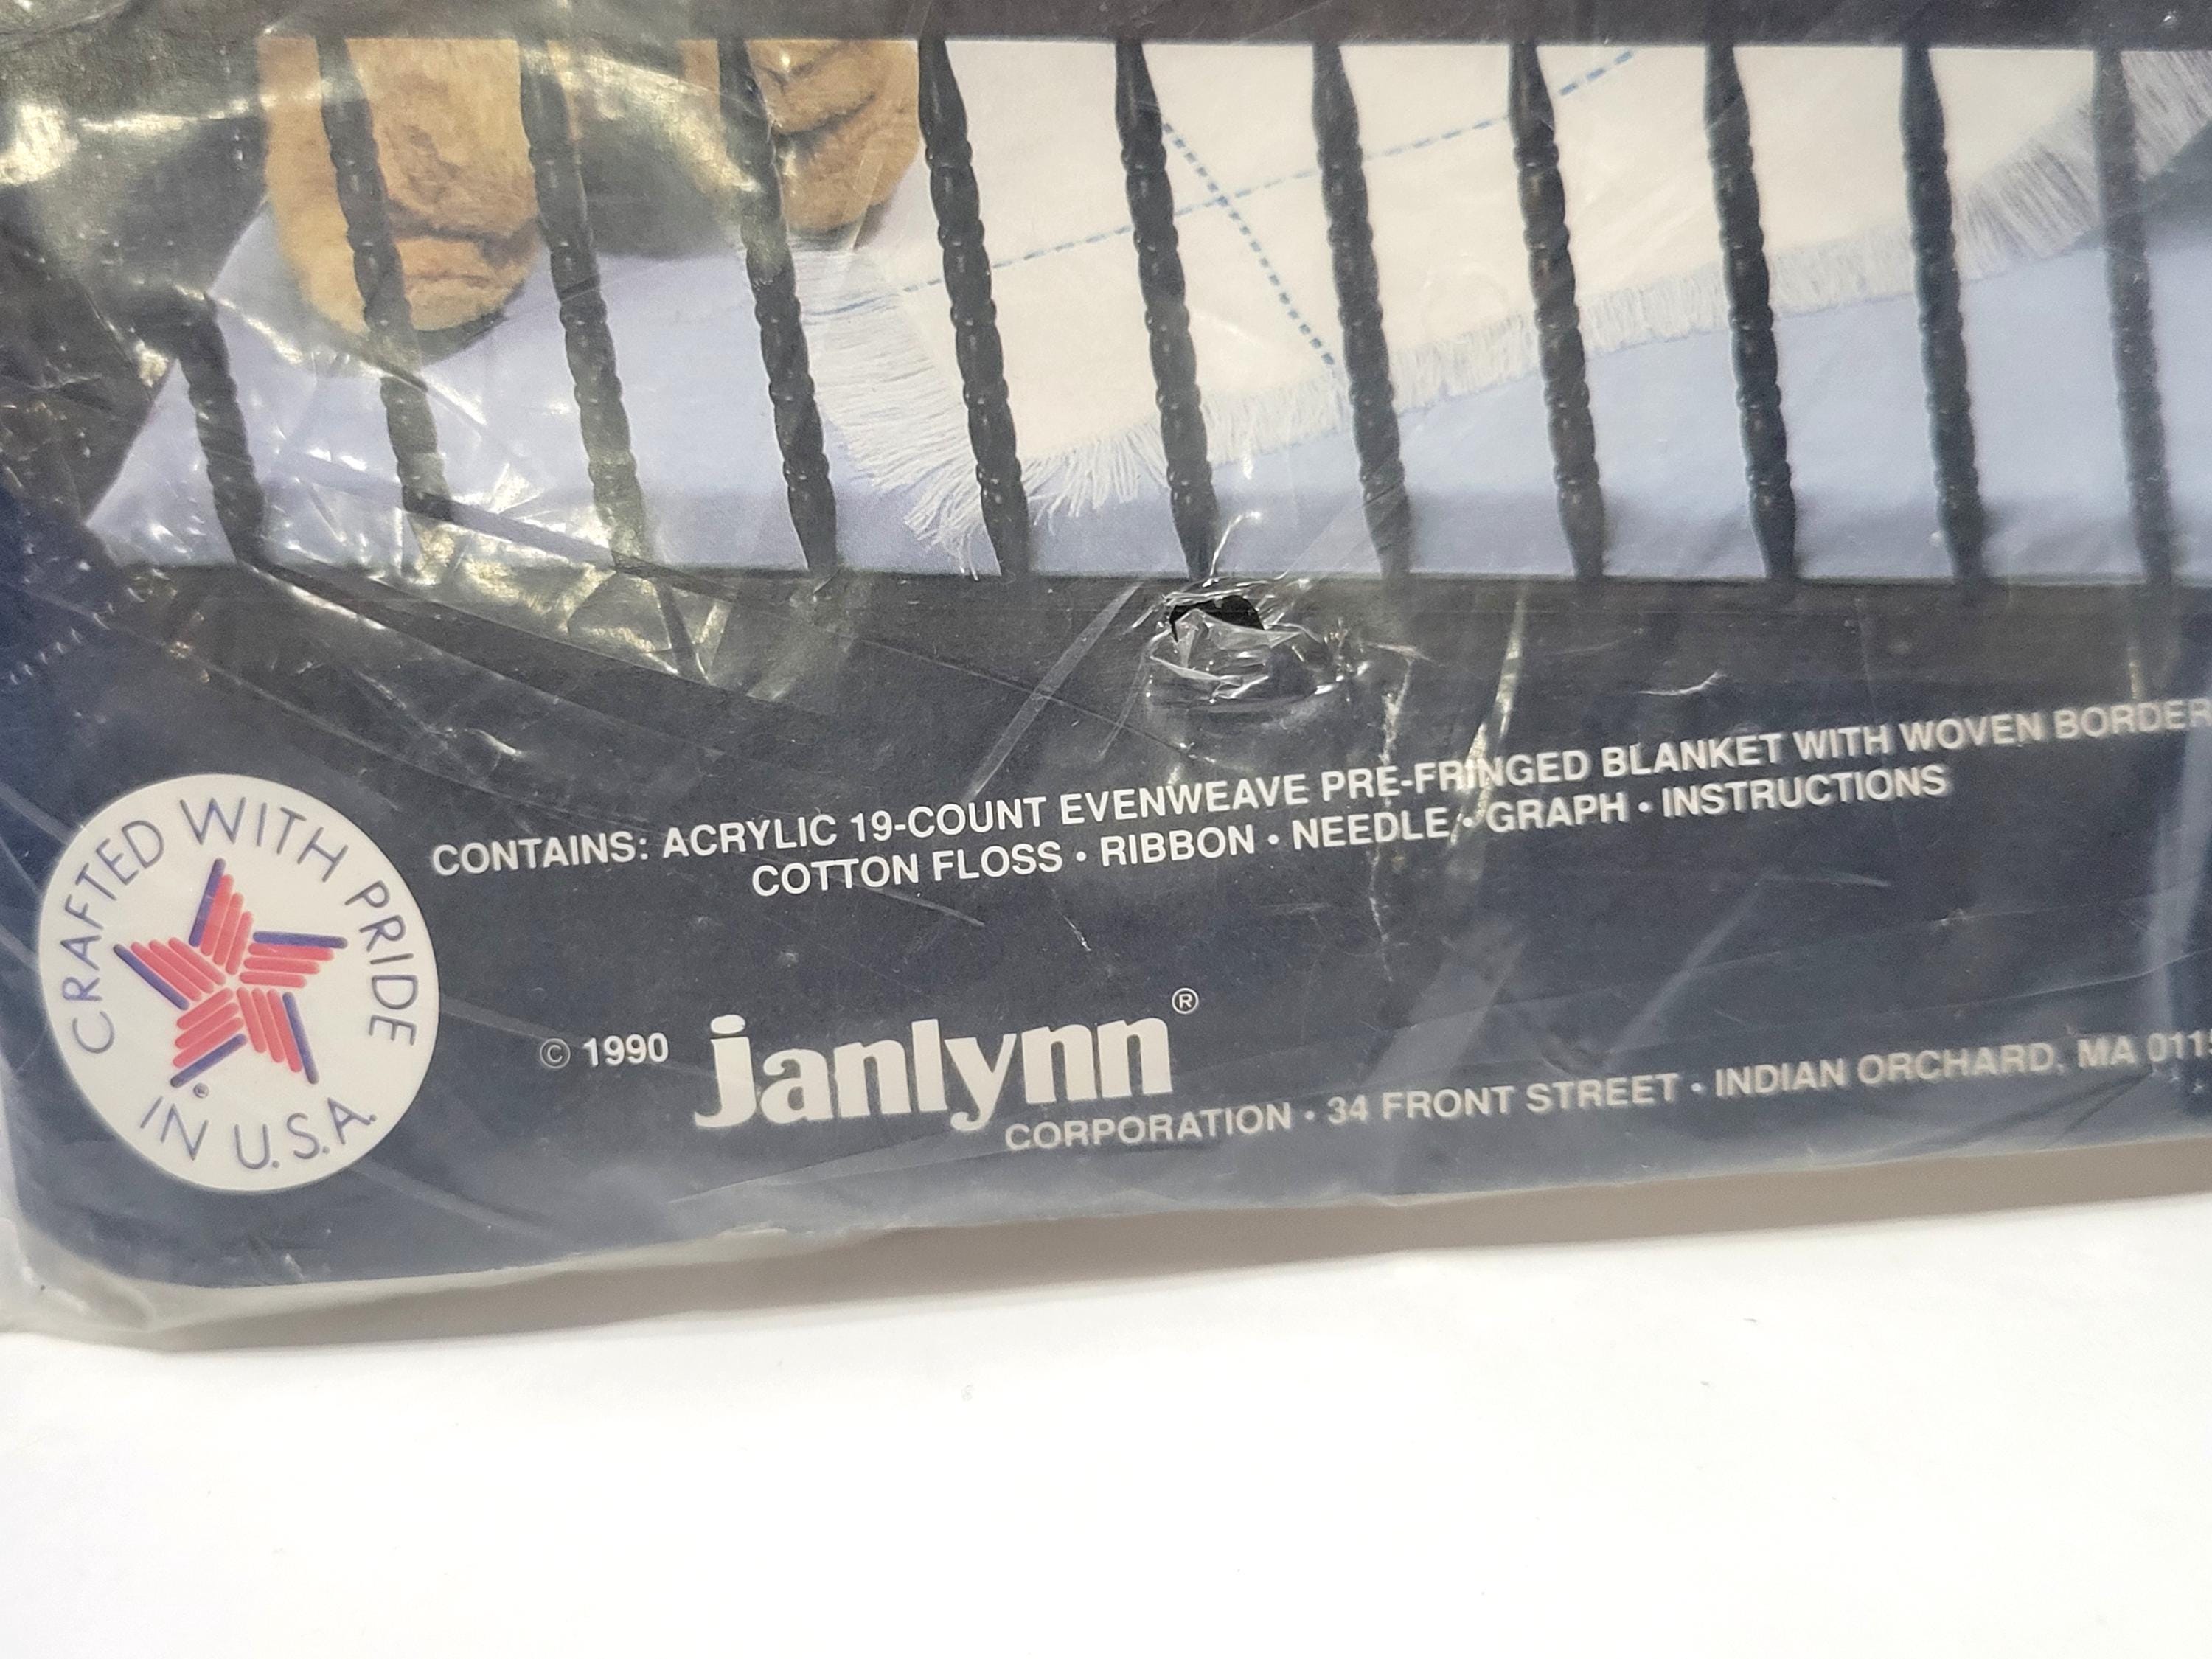 CONTAINS: ACRYLIC 19-COUNT EVENWEAVE PRE-FRINGED BLANKET WITH WOVEN BORDER
COTTON FLOSS • RIBBON • NEEDLE • GRAPH • INSTRUCTIONS
CRAFTED WITH PRIDE
IN U.S.A.
®
© 1990 janlynn®
CORPORATION • 34 FRONT STREET • INDIAN ORCHARD, MA